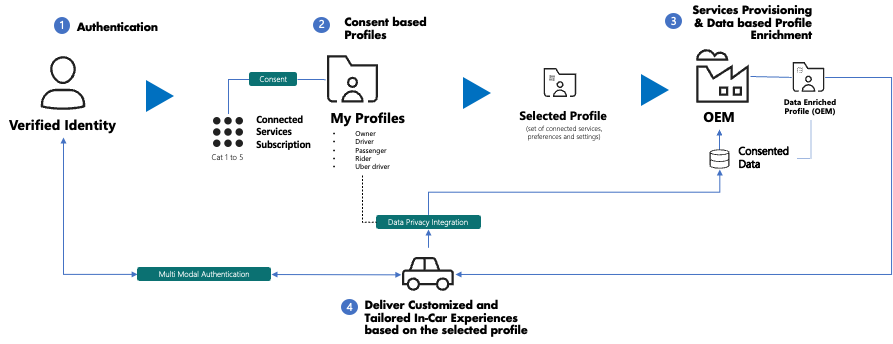 1 Authentication
Verified Identity
2 Consent based
Profiles
Consent
Connected
Services
Subscription
Cat 1 to 5
My Profiles
• Owner
• Driver
• Passenger
• Rider
• Uber driver
Selected Profile
(set of connected services,
preferences and settings)
3 Services Provisioning
& Data based Profile
Enrichment
OEM
Data Enriched
Profile (OEM)
Consented
Data
Data Privacy Integration
Multi Modal Authentication
4 Deliver Customized and
Tailored In-Car Experiences
based on the selected profile